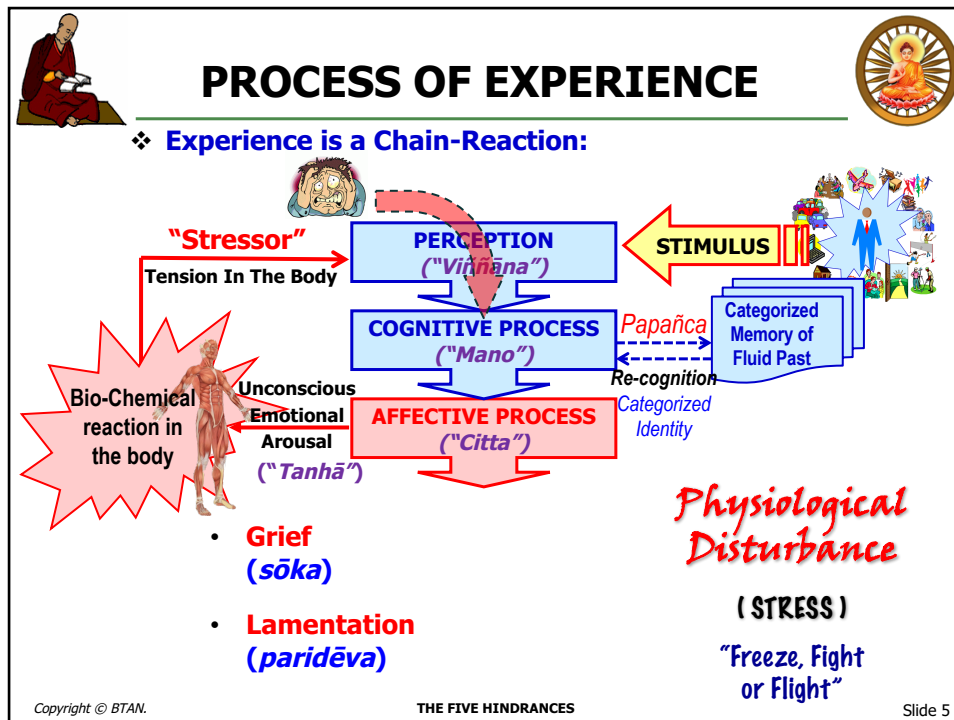 PROCESS OF EXPERIENCE
❖ Experience is a Chain-Reaction:
“Stressor”
Tension In The Body
PERCEPTION
(“Viññāna”)
STIMULUS
COGNITIVE PROCESS
(“Mano”)
Papañca
Categorized
Memory of
Fluid Past
Re-cognition
Categorized
Identity
Bio-Chemical
reaction in
the body
Unconscious
Emotional
Arousal
(“Tanhā”)
AFFECTIVE PROCESS
(“Citta”)
• Grief
(sōka)
• Lamentation
(paridēva)
Physiological
Disturbance
( STRESS )
“Freeze, Fight
or Flight”
Copyright © BTAN.
THE FIVE HINDRANCES
Slide 5